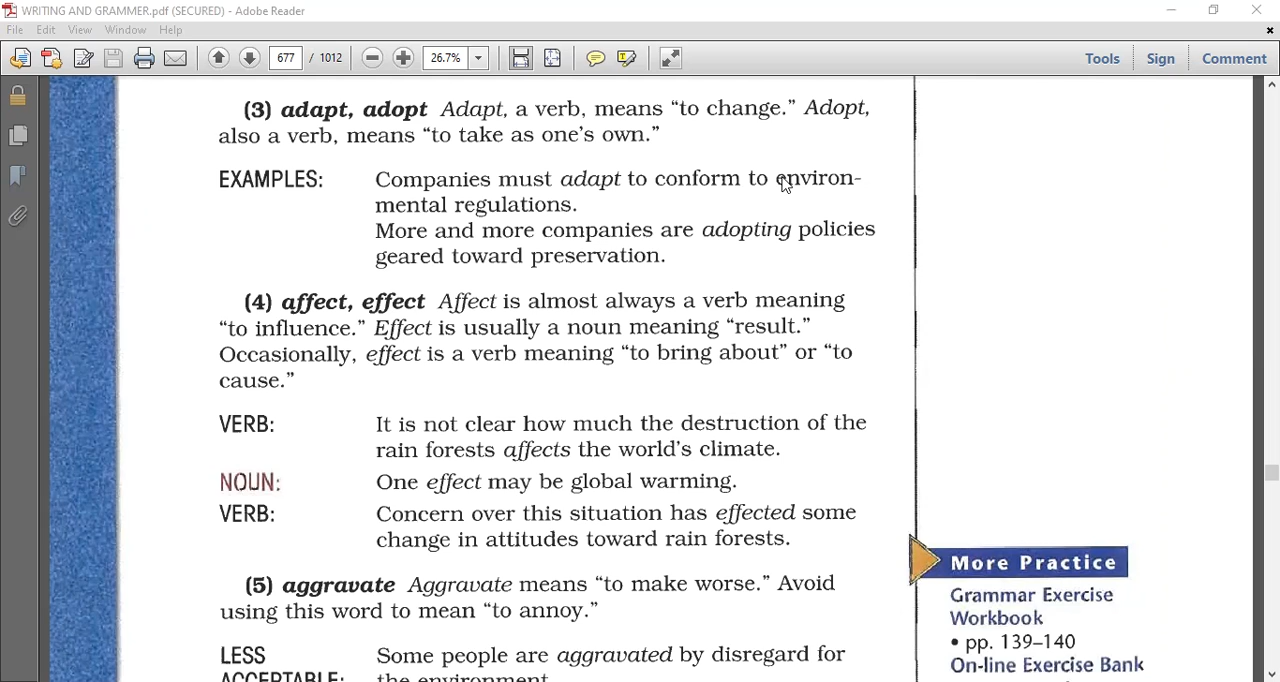 WRITING AND GRAMMER.pdf (SECURED) - Adobe Reader
File Edit View Window Help
677 / 1012 26.7% Tools Sign Comment
(3) adapt, adopt Adapt, a verb, means “to change.” Adopt,
also a verb, means “to take as one’s own.”
EXAMPLES: Companies must adapt to conform to environ-
mental regulations.
More and more companies are adopting policies
geared toward preservation.
(4) affect, effect Affect is almost always a verb meaning
“to influence.” Effect is usually a noun meaning “result.”
Occasionally, effect is a verb meaning “to bring about” or “to
cause.”
VERB: It is not clear how much the destruction of the
rain forests affects the world’s climate.
NOUN: One effect may be global warming.
VERB: Concern over this situation has effected some
change in attitudes toward rain forests.
(5) aggravate Aggravate means “to make worse.” Avoid
using this word to mean “to annoy.”
LESS Some people are aggravated by disregard for
ACCEPTABLE: the environment.
More Practice
Grammar Exercise
Workbook
• pp. 139–140
On-line Exercise Bank